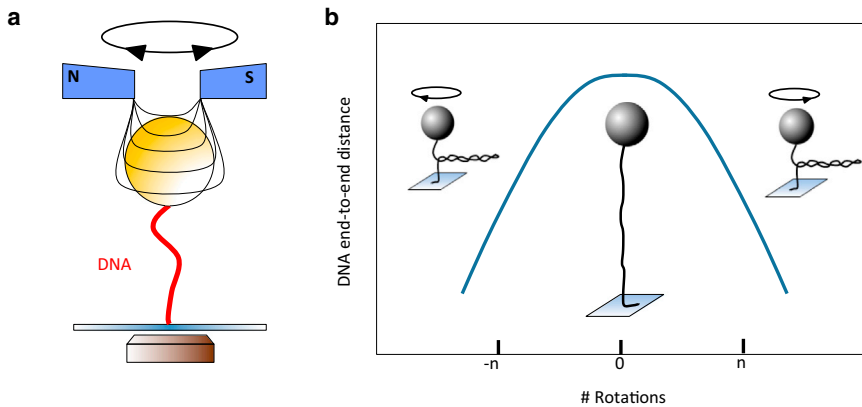 a
N S
DNA
b
DNA end-to-end distance
-n 0 n
# Rotations